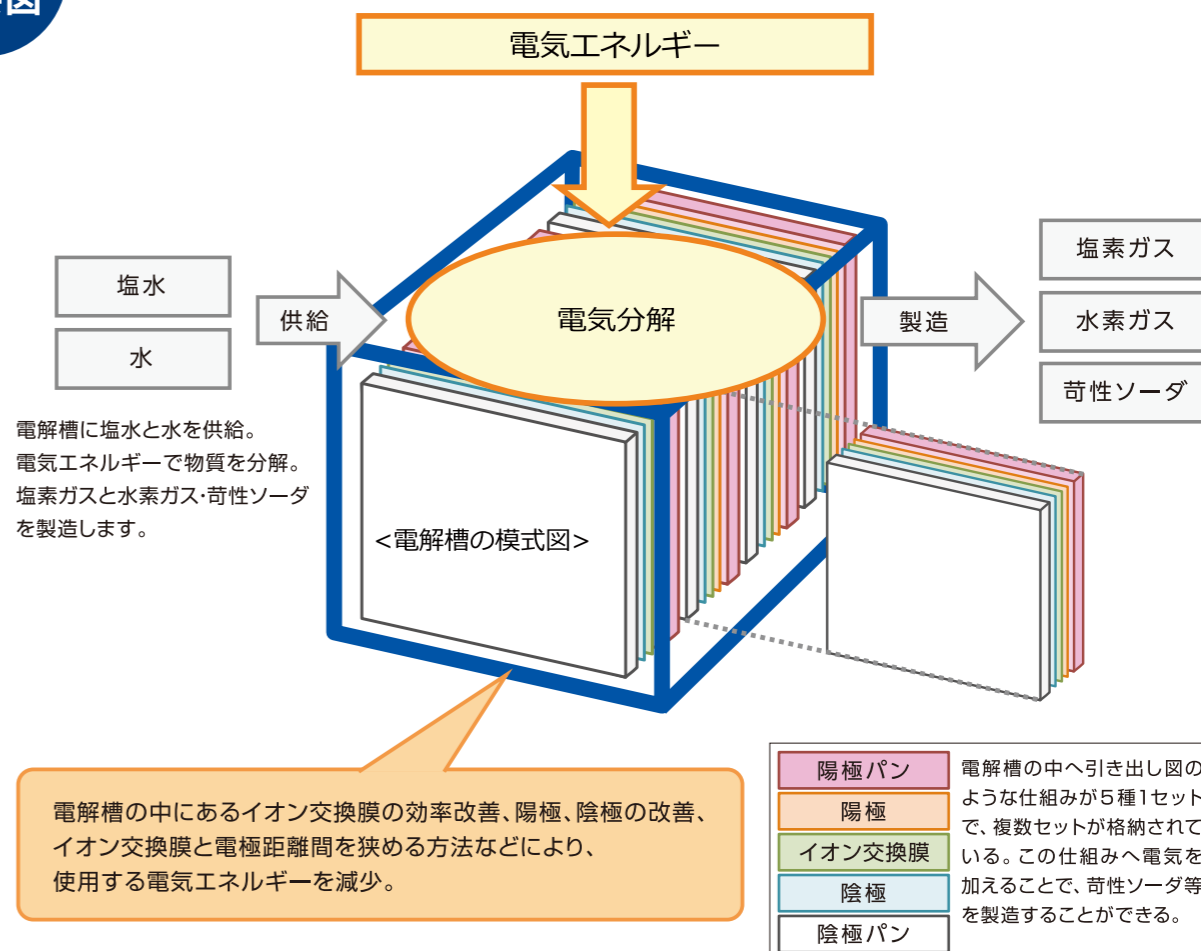 図
電気エネルギー
塩水
水
供給
電気分解
製造
塩素ガス
水素ガス
苛性ソーダ
電解槽に塩水と水を供給。
電気エネルギーで物質を分解。
塩素ガスと水素ガス・苛性ソーダ
を製造します。
<電解槽の模式図>
電解槽の中にあるイオン交換膜の効率改善、陽極、陰極の改善、
イオン交換膜と電極距離間を狭める方法などにより、
使用する電気エネルギーを減少。
陽極パン
陽極
イオン交換膜
陰極
陰極パン
電解槽の中へ引き出し図の
ような仕組みが5種1セット
で、複数セットが格納されて
いる。この仕組みへ電気を
加えることで、苛性ソーダ等
を製造することができる。